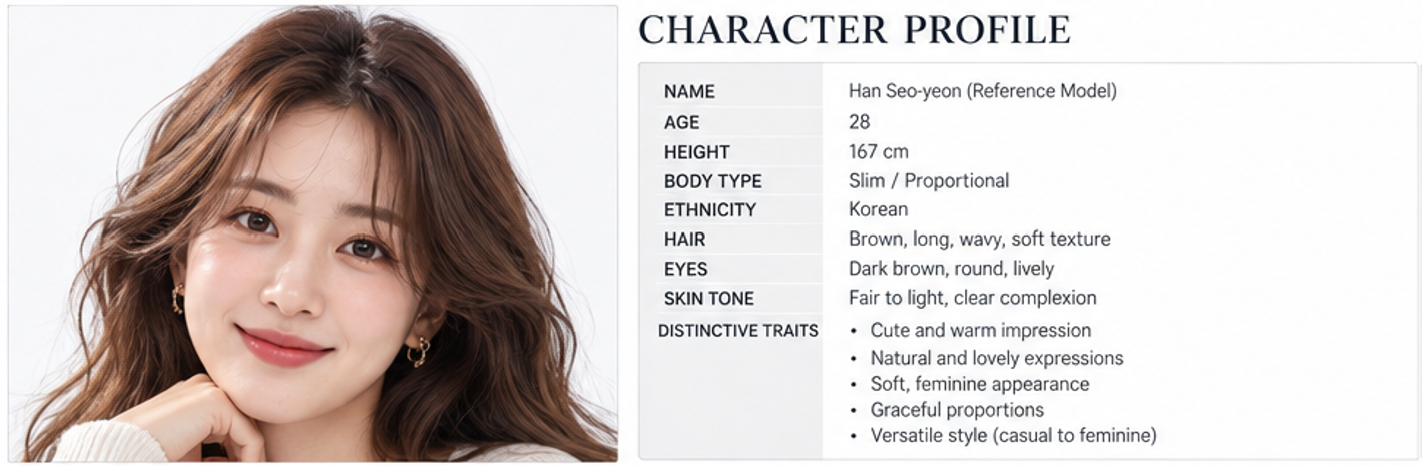 CHARACTER PROFILE
NAME Han Seo-yeon (Reference Model)
AGE 28
HEIGHT 167 cm
BODY TYPE Slim / Proportional
ETHNICITY Korean
HAIR Brown, long, wavy, soft texture
EYES Dark brown, round, lively
SKIN TONE Fair to light, clear complexion
DISTINCTIVE TRAITS • Cute and warm impression
• Natural and lovely expressions
• Soft, feminine appearance
• Graceful proportions
• Versatile style (casual to feminine)